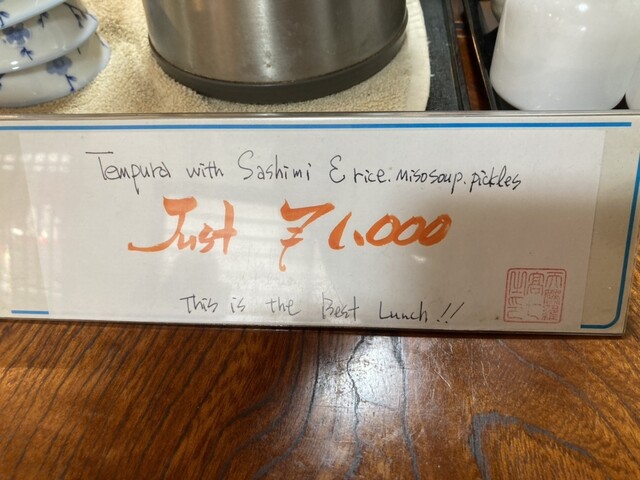 Tempura with Sashimi & rice. misosoup. pickles
Just ¥1.000
This is the Best Lunch!!